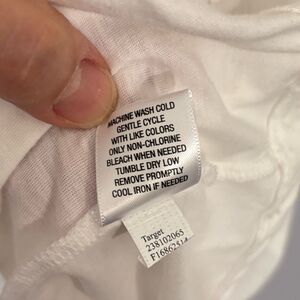 MACHINE WASH COLD
GENTLE CYCLE
WITH LIKE COLORS
ONLY NON-CHLORINE
BLEACH WHEN NEEDED
TUMBLE DRY LOW
REMOVE PROMPTLY
COOL IRON IF NEEDED
Target
238102065